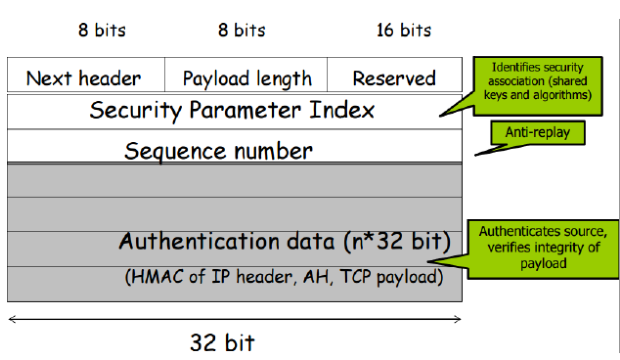 8 bits 8 bits 16 bits
Next header Payload length Reserved
Identifies security
association (shared
keys and algorithms)
Security Parameter Index
Anti-replay
Sequence number
Authentication data (n*32 bit)
(HMAC of IP header, AH, TCP payload)
Authenticates source,
verifies integrity of
payload
32 bit